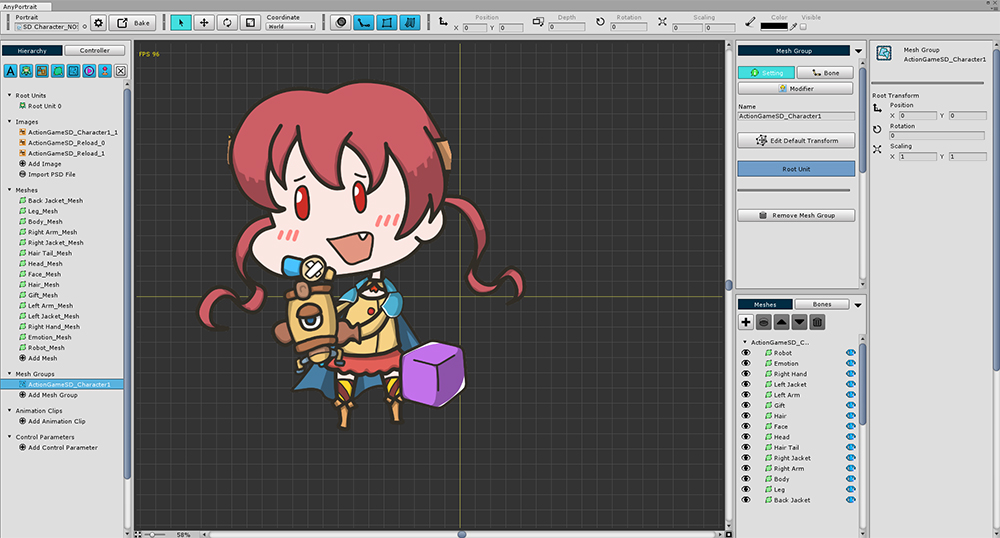 AnyPortrait
Portrait
SD Character_NO
Bake
Coordinate
World
Position
X 0 Y 0
Depth
0
Rotation
0
Scaling
0 0
Color
Visible
Hierarchy
Controller
Root Units
Root Unit 0
Images
ActionGameSD_Character1_1
ActionGameSD_Reload_0
ActionGameSD_Reload_1
Add Image
Import PSD File
Meshes
Back Jacket_Mesh
Leg_Mesh
Body_Mesh
Right Arm_Mesh
Right Jacket_Mesh
Hair Tail_Mesh
Head_Mesh
Face_Mesh
Hair_Mesh
Gift_Mesh
Left Arm_Mesh
Left Jacket_Mesh
Right Hand_Mesh
Emotion_Mesh
Robot_Mesh
Add Mesh
Mesh Groups
ActionGameSD_Character1
Add Mesh Group
Animation Clips
Add Animation Clip
Control Parameters
Add Control Parameter
FPS 96
58%
Mesh Group
Setting
Bone
Modifier
Name
ActionGameSD_Character1
Edit Default Transform
Root Unit
Remove Mesh Group
Meshes
Bones
ActionGameSD_C...
Robot
Emotion
Right Hand
Left Jacket
Left Arm
Gift
Hair
Face
Head
Hair Tail
Right Jacket
Right Arm
Body
Leg
Back Jacket
Mesh Group
ActionGameSD_Character1
Root Transform
Position
X 0 Y 0
Rotation
0
Scaling
X 1 Y 1